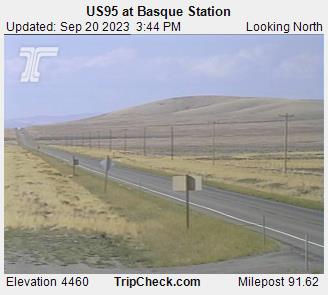 US95 at Basque Station
Updated: Sep 20 2023 3:44 PM Looking North
Elevation 4460 TripCheck.com Milepost 91.62